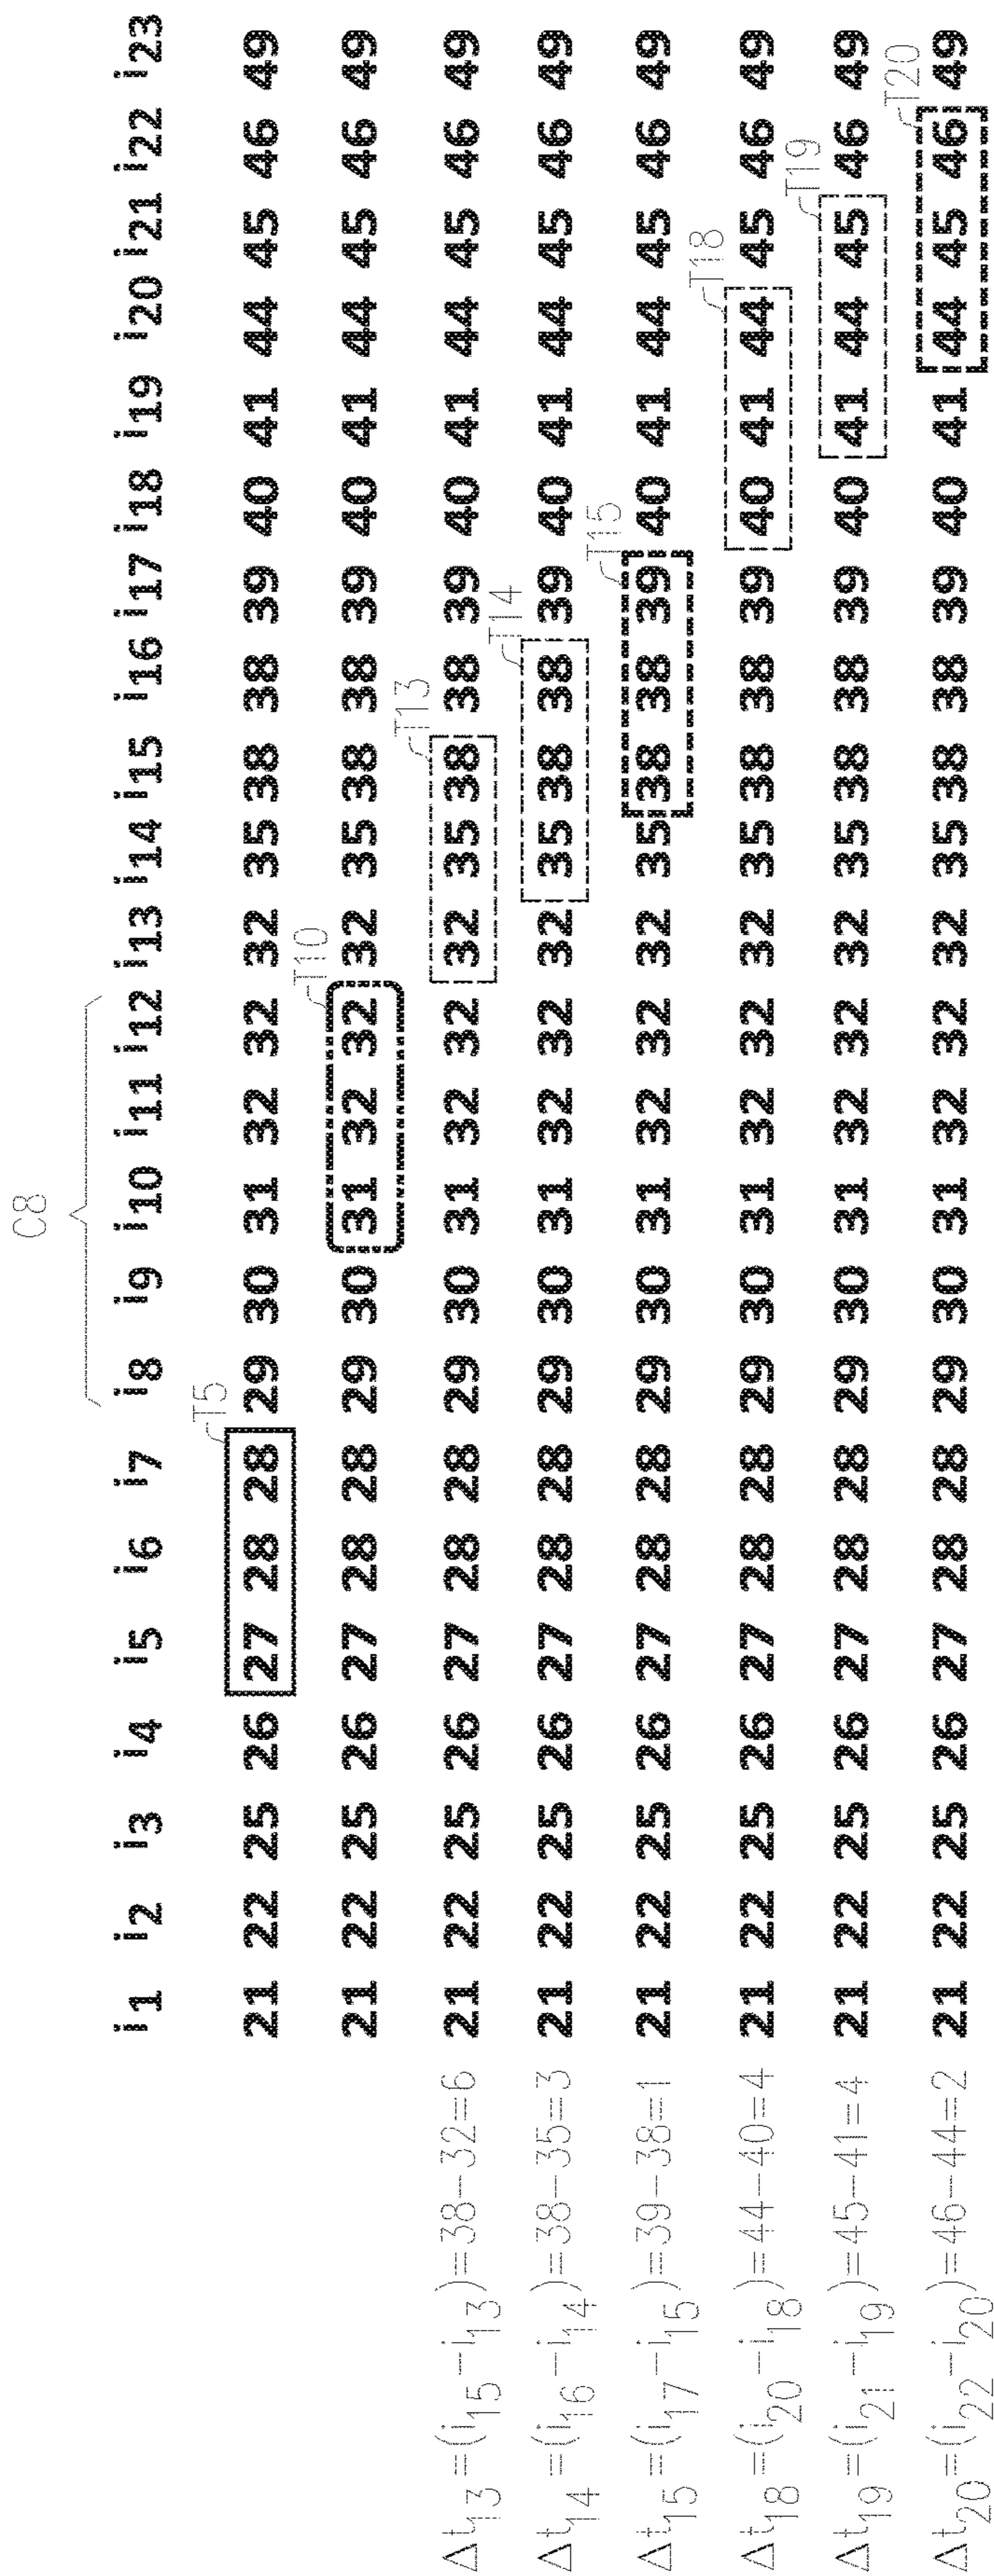 C8
i1 i2 i3 i4 i5 i6 i7 i8 i9 i10 i11 i12 i13 i14 i15 i16 i17 i18 i19 i20 i21 i22 i23
T5
21 22 25 26 27 28 28 29 30 31 32 32 32 35 38 38 39 40 41 44 45 46 49
T10
21 22 25 26 27 28 28 29 30 31 32 32 32 35 38 38 39 40 41 44 45 46 49
T13
Δt13=(i15-i13)=38-32=6 21 22 25 26 27 28 28 29 30 31 32 32 32 35 38 38 39 40 41 44 45 46 49
T14
Δt14=(i16-i14)=38-35=3 21 22 25 26 27 28 28 29 30 31 32 32 32 35 38 38 39 40 41 44 45 46 49
T15
Δt15=(i17-i15)=39-38=1 21 22 25 26 27 28 28 29 30 31 32 32 32 35 38 38 39 40 41 44 45 46 49
T18
Δt18=(i20-i18)=44-40=4 21 22 25 26 27 28 28 29 30 31 32 32 32 35 38 38 39 40 41 44 45 46 49
T19
Δt19=(i21-i19)=45-41=4 21 22 25 26 27 28 28 29 30 31 32 32 32 35 38 38 39 40 41 44 45 46 49
T20
Δt20=(i22-i20)=46-44=2 21 22 25 26 27 28 28 29 30 31 32 32 32 35 38 38 39 40 41 44 45 46 49